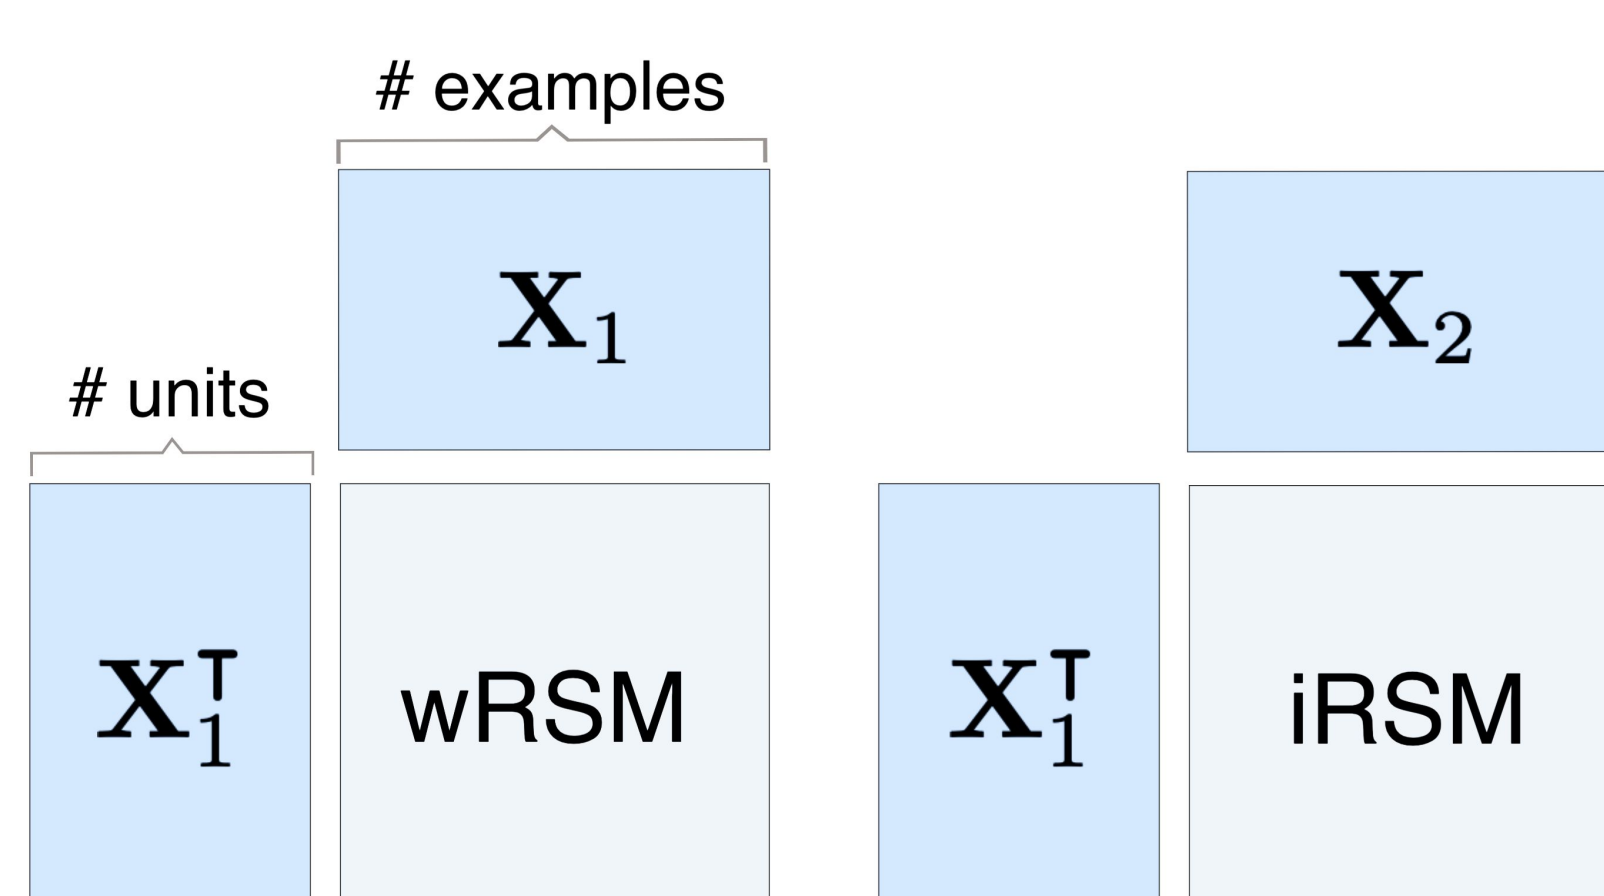 # examples
X₁
X₂
# units
X₁ᵀ
wRSM
X₁ᵀ
iRSM